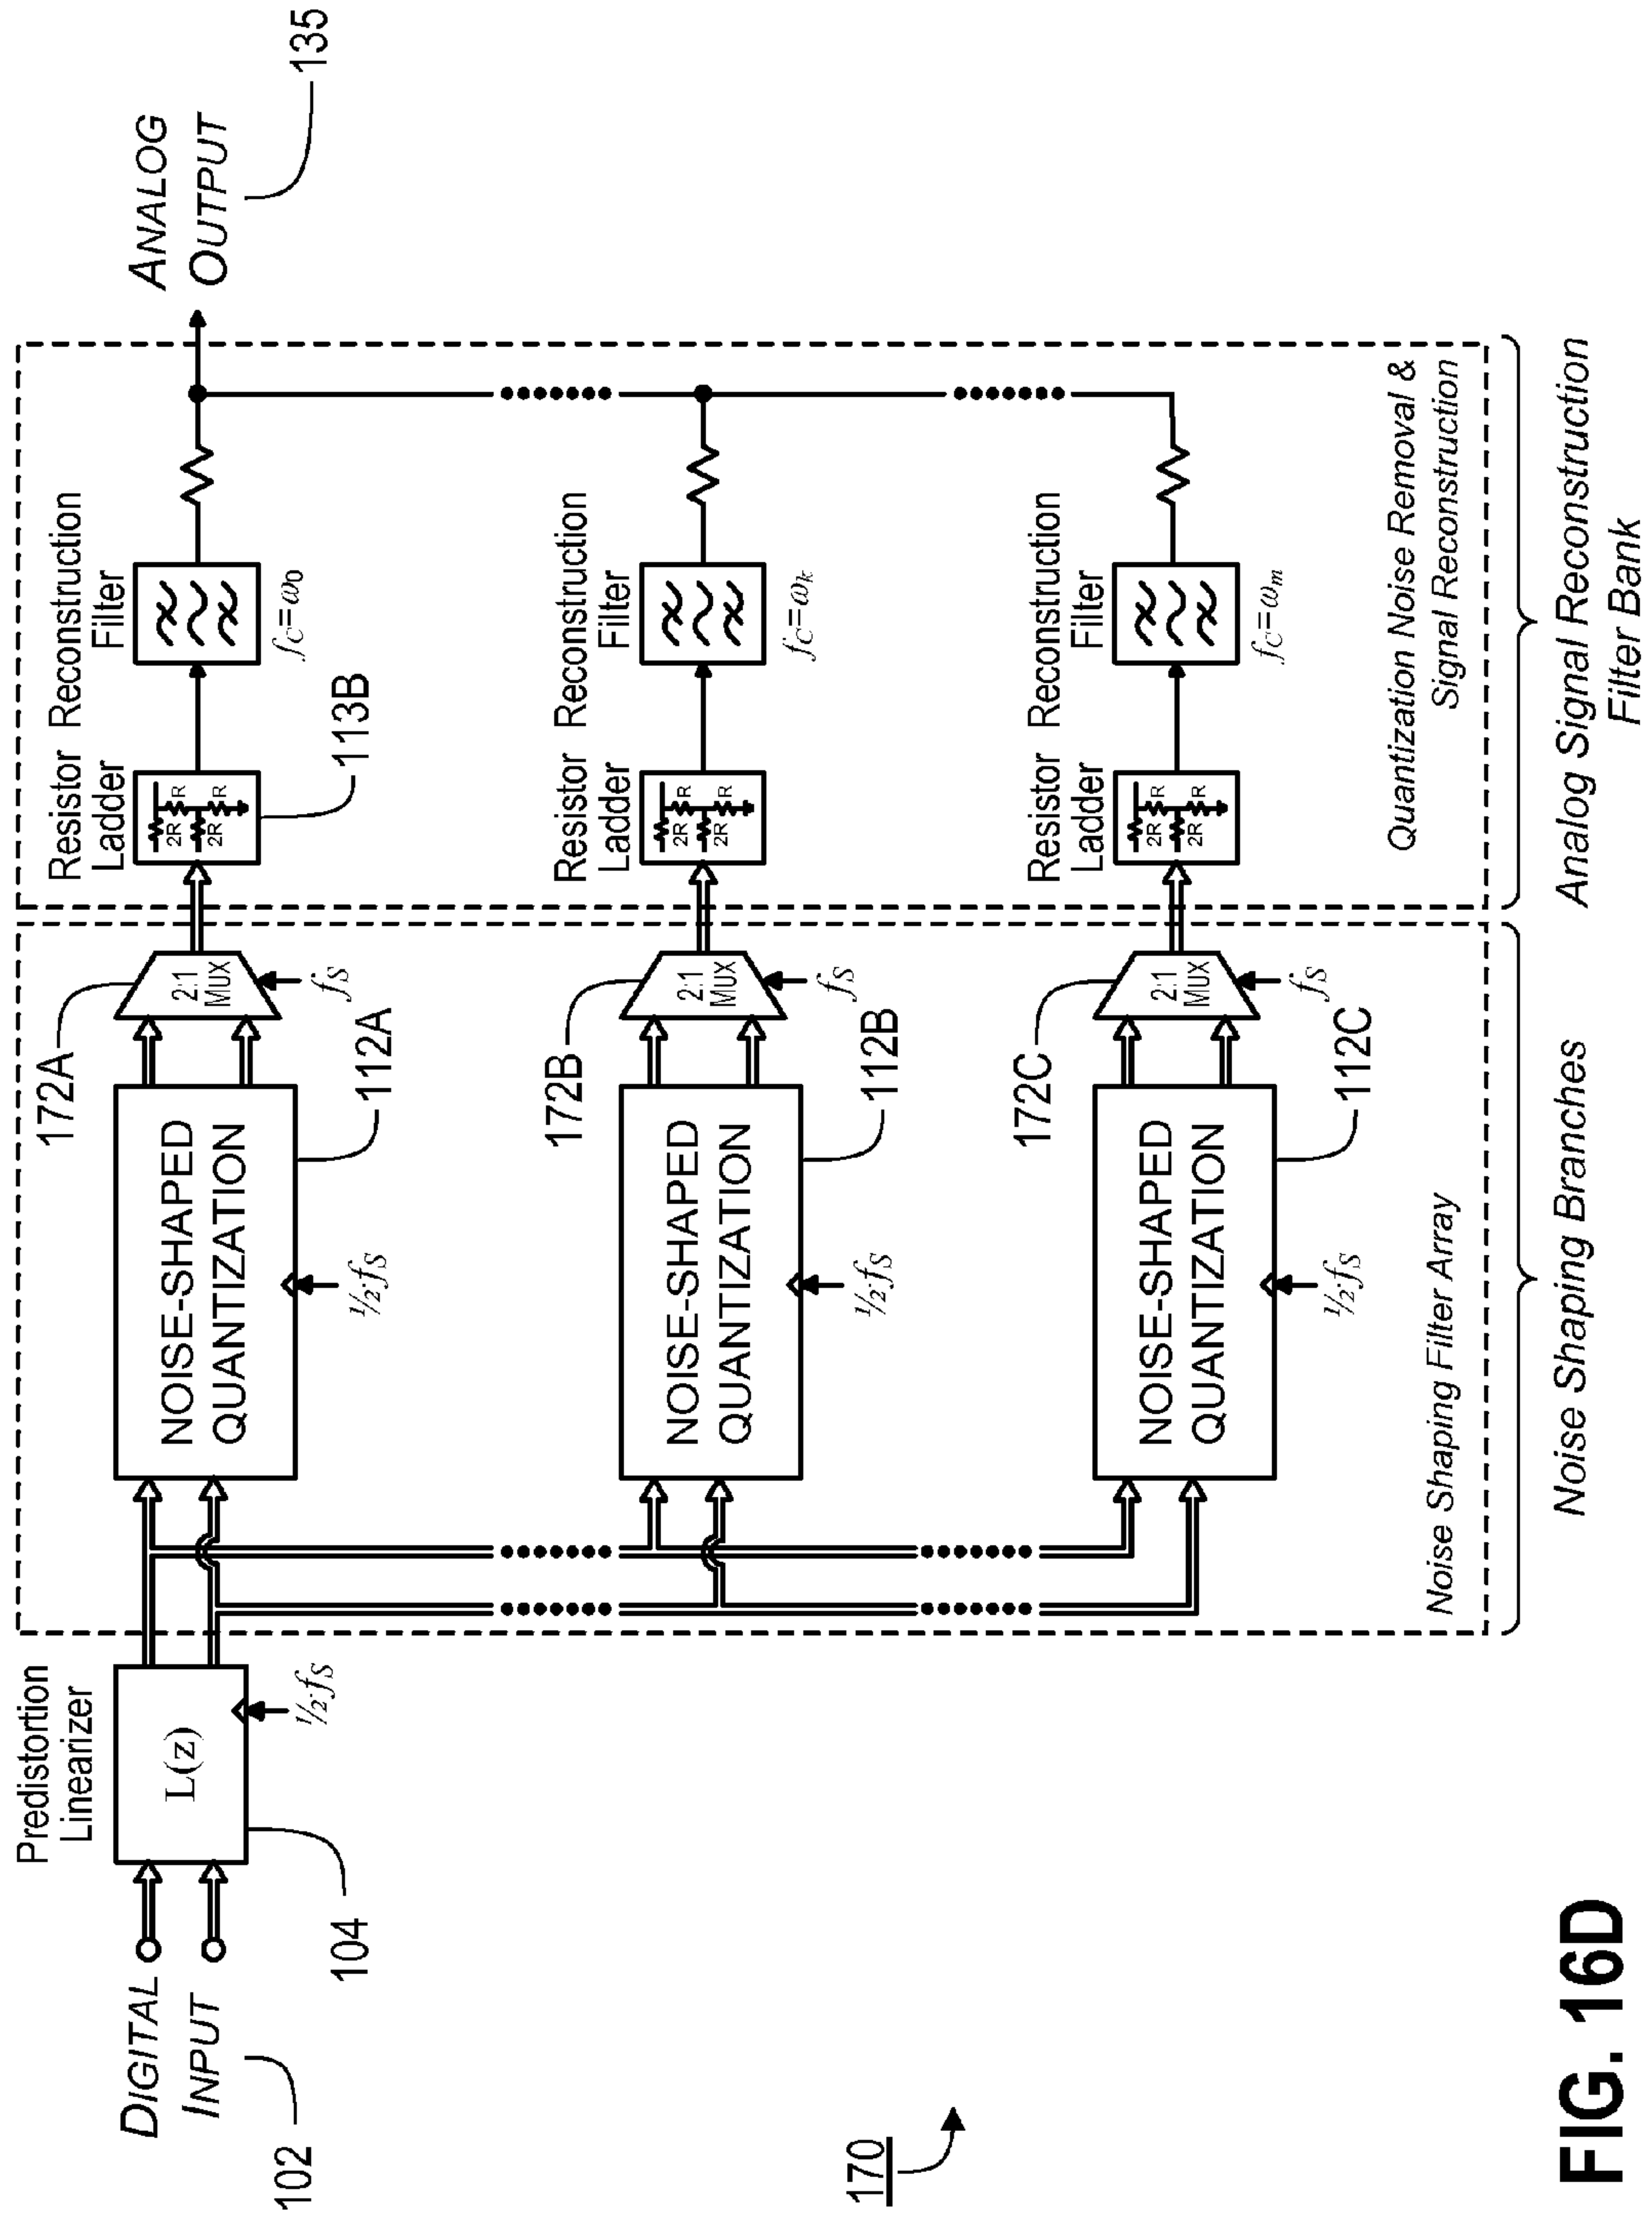 Predistortion
Linearizer
DIGITAL
INPUT
102
L(z)
½·fS
104
NOISE-SHAPED
QUANTIZATION
½·fS
112A
172A
2:1
MUX
fS
Resistor
Ladder
2R
R
2R
R
113B
Reconstruction
Filter
fC=ω0
ANALOG
OUTPUT
135
NOISE-SHAPED
QUANTIZATION
½·fS
112B
172B
2:1
MUX
fS
Resistor
Ladder
2R
R
2R
R
Reconstruction
Filter
fC=ωk
NOISE-SHAPED
QUANTIZATION
½·fS
112C
172C
2:1
MUX
fS
Resistor
Ladder
2R
R
2R
R
Reconstruction
Filter
fC=ωm
Noise Shaping Filter Array
Quantization Noise Removal &
Signal Reconstruction
Noise Shaping Branches
Analog Signal Reconstruction
Filter Bank
170
FIG. 16D